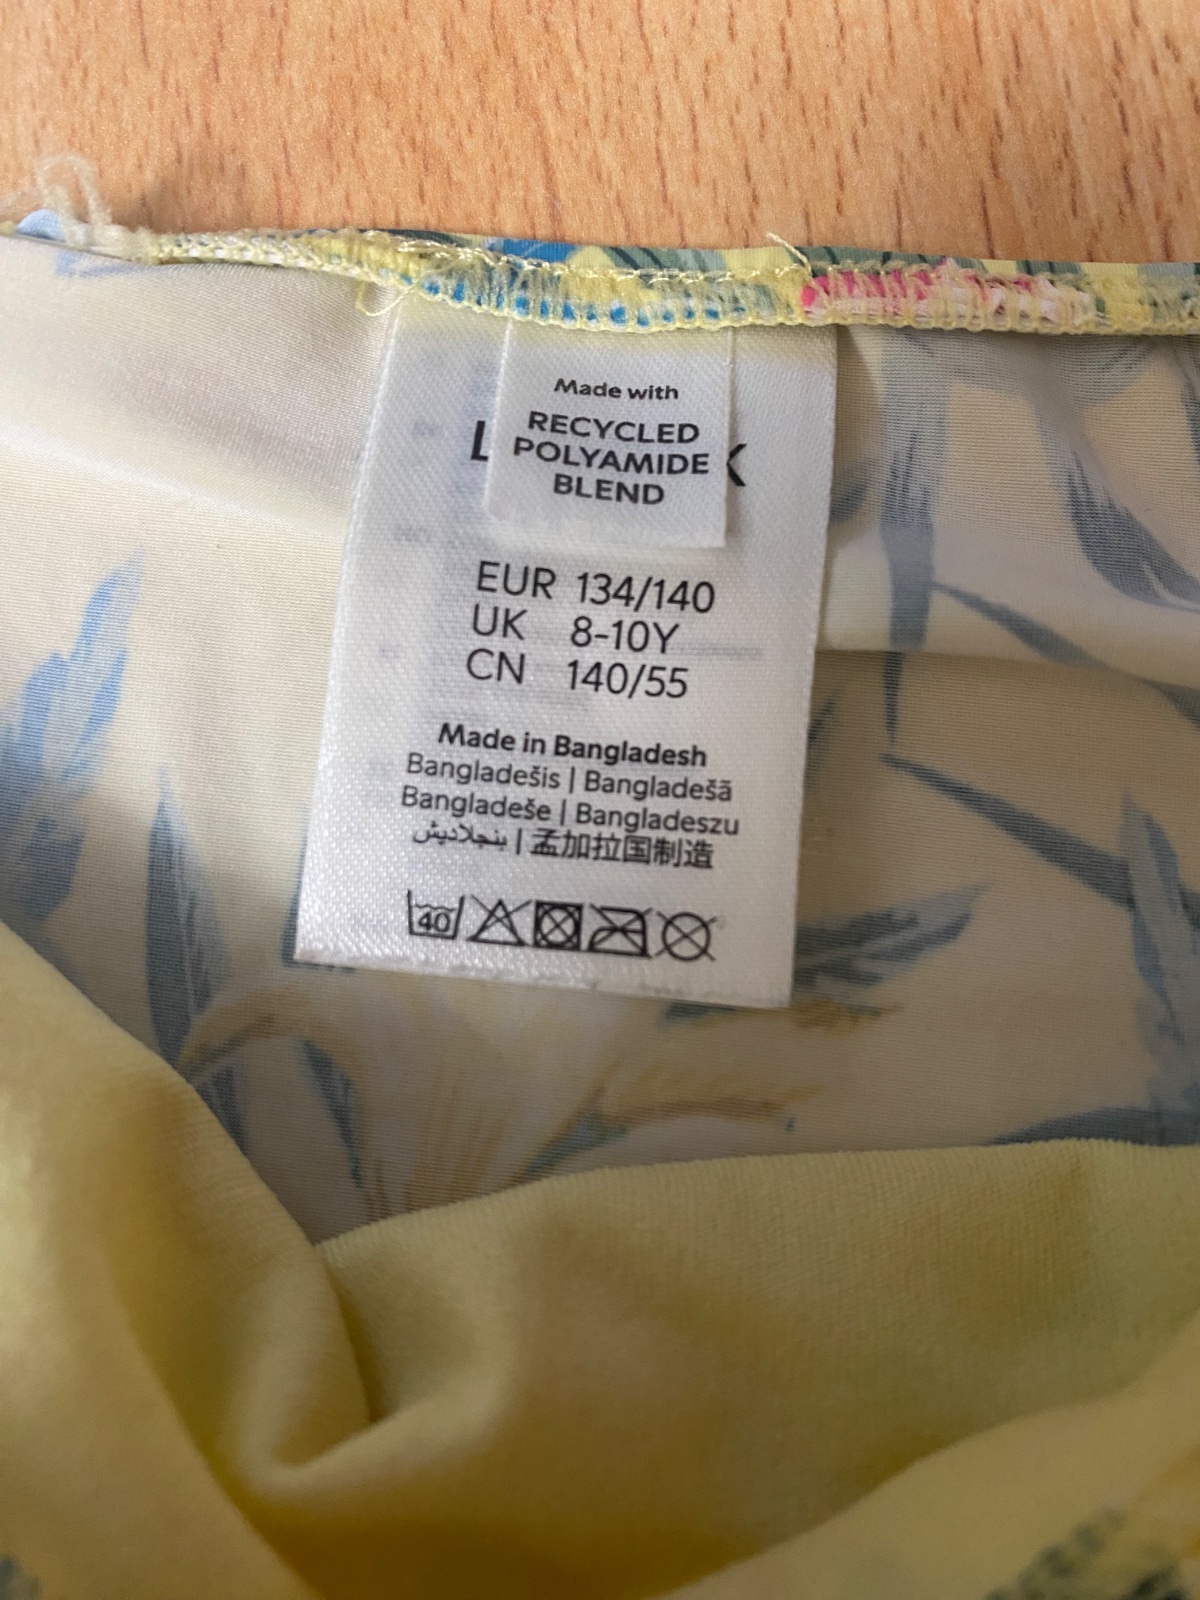 Made with
RECYCLED
POLYAMIDE
BLEND
EUR 134/140
UK 8-10Y
CN 140/55
Made in Bangladesh
Bangladešis | Bangladešā
Bangladeše | Bangladeszu
بنجلاديش | 孟加拉国制造
40